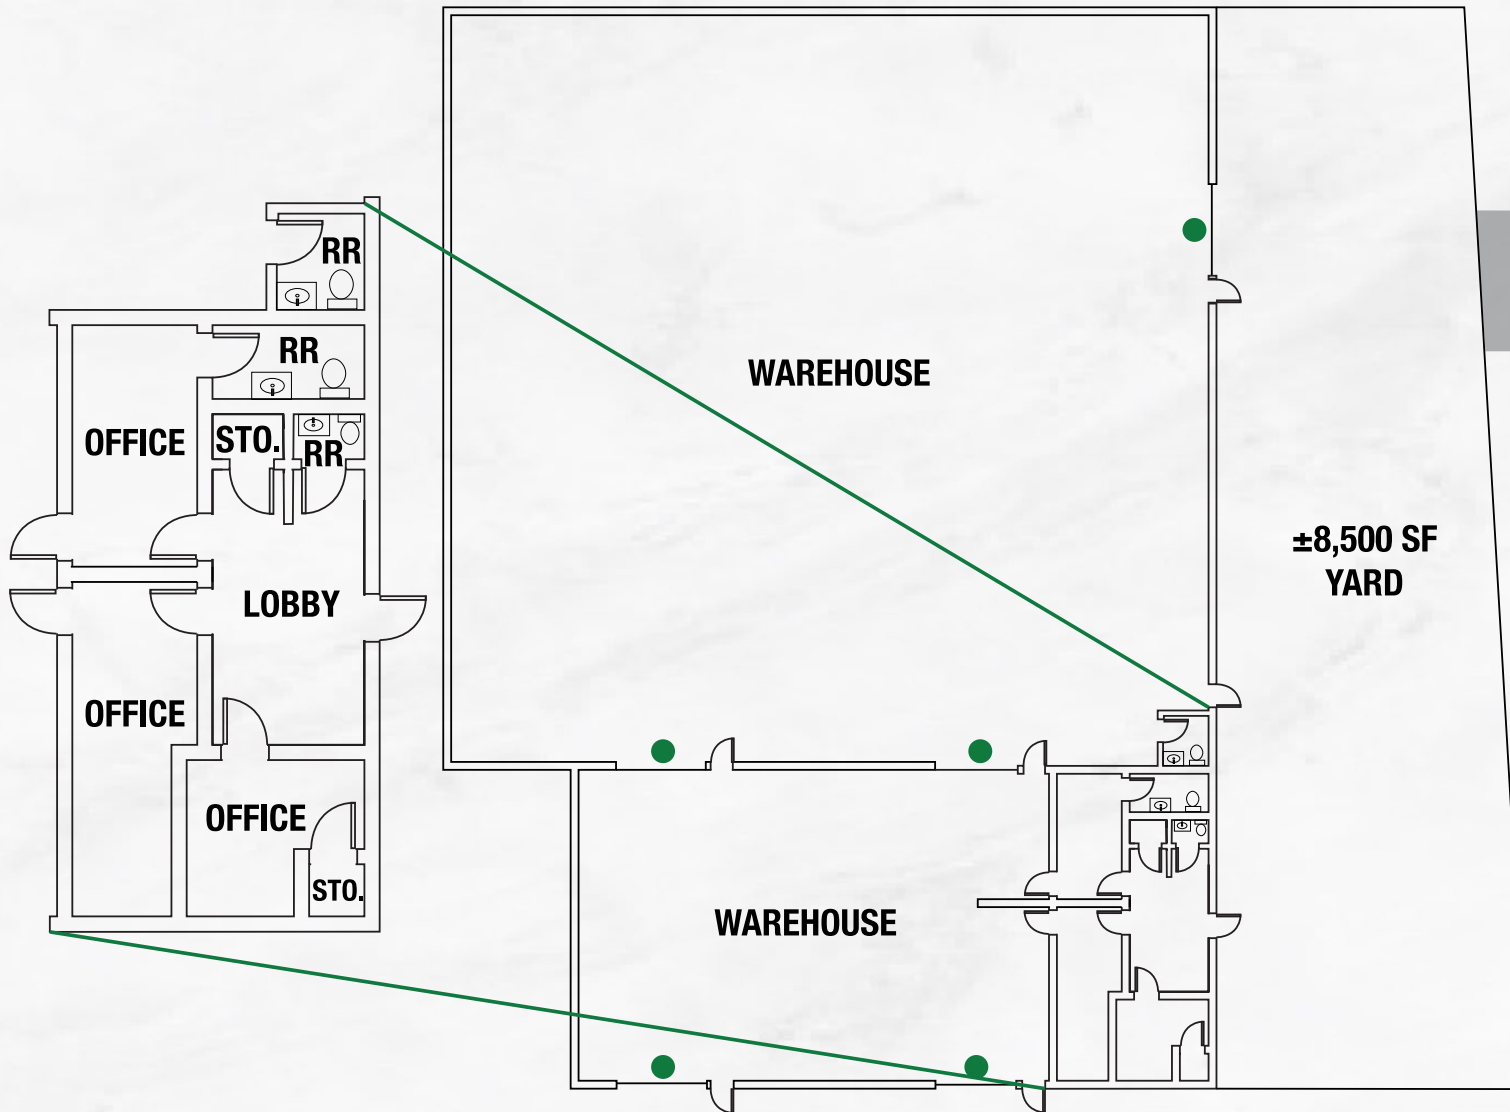 RR
RR
OFFICE
STO.
RR
LOBBY
OFFICE
OFFICE
STO.
WAREHOUSE
±8,500 SF
YARD
WAREHOUSE